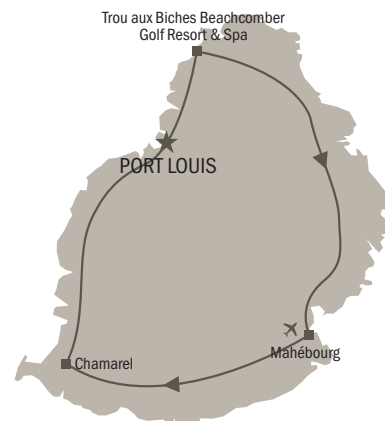 Trou aux Biches Beachcomber
Golf Resort & Spa
PORT LOUIS
Mahébourg
Chamarel